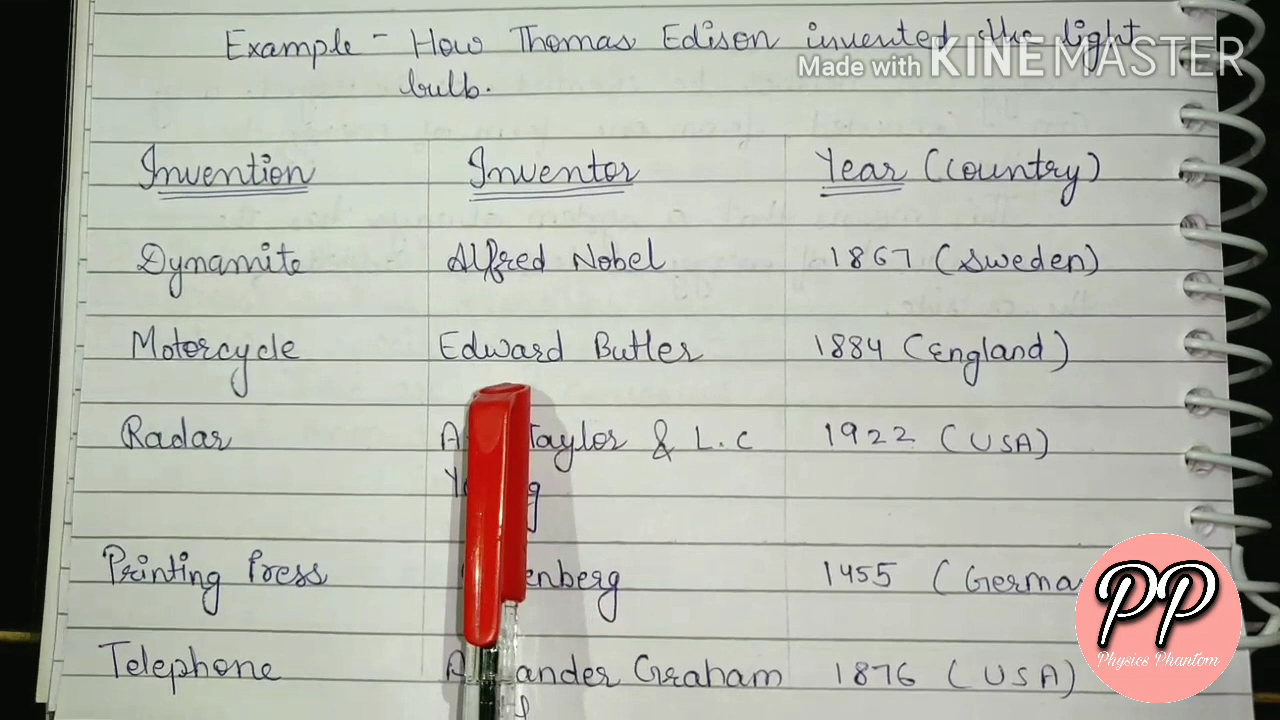 Example - How Thomas Edison invented the light
bulb.
Made with KINEMASTER
Invention Inventor Year (Country)
Dynamite Alfred Nobel 1867 (Sweden)
Motorcycle Edward Butler 1884 (England)
Radar Taylor & L.C 1922 (USA)
Printing Press 1455
Telephone Graham 1876 (USA)
PP
Physics Phantom